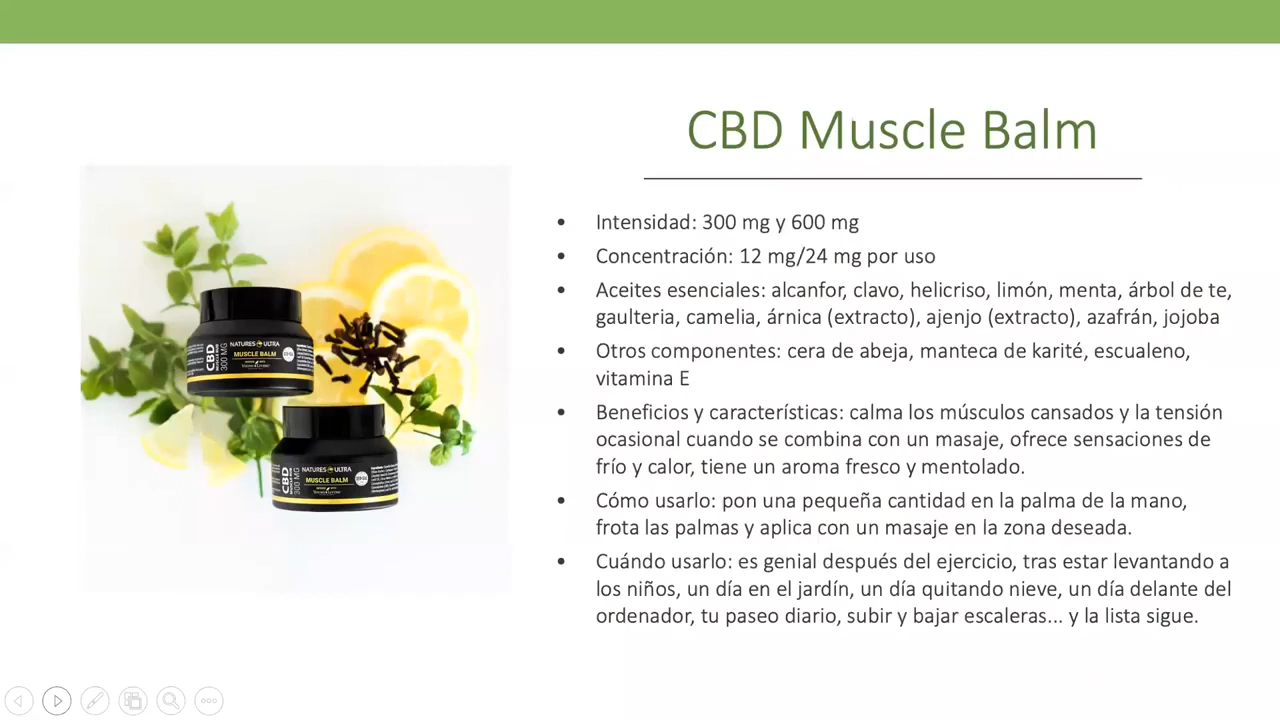 CBD Muscle Balm
• Intensidad: 300 mg y 600 mg
• Concentración: 12 mg/24 mg por uso
• Aceites esenciales: alcanfor, clavo, helicriso, limón, menta, árbol de te,
gaulteria, camelia, árnica (extracto), ajenjo (extracto), azafrán, jojoba
• Otros componentes: cera de abeja, manteca de karité, escualeno,
vitamina E
• Beneficios y características: calma los músculos cansados y la tensión
ocasional cuando se combina con un masaje, ofrece sensaciones de
frío y calor, tiene un aroma fresco y mentolado.
• Cómo usarlo: pon una pequeña cantidad en la palma de la mano,
frota las palmas y aplica con un masaje en la zona deseada.
• Cuándo usarlo: es genial después del ejercicio, tras estar levantando a
los niños, un día en el jardín, un día quitando nieve, un día delante del
ordenador, tu paseo diario, subir y bajar escaleras... y la lista sigue.
CBD
300 MG
NATURES ULTRA
MUSCLE BALM
YOUNG LIVING
CBD
300 MG
NATURES ULTRA
MUSCLE BALM
YOUNG LIVING